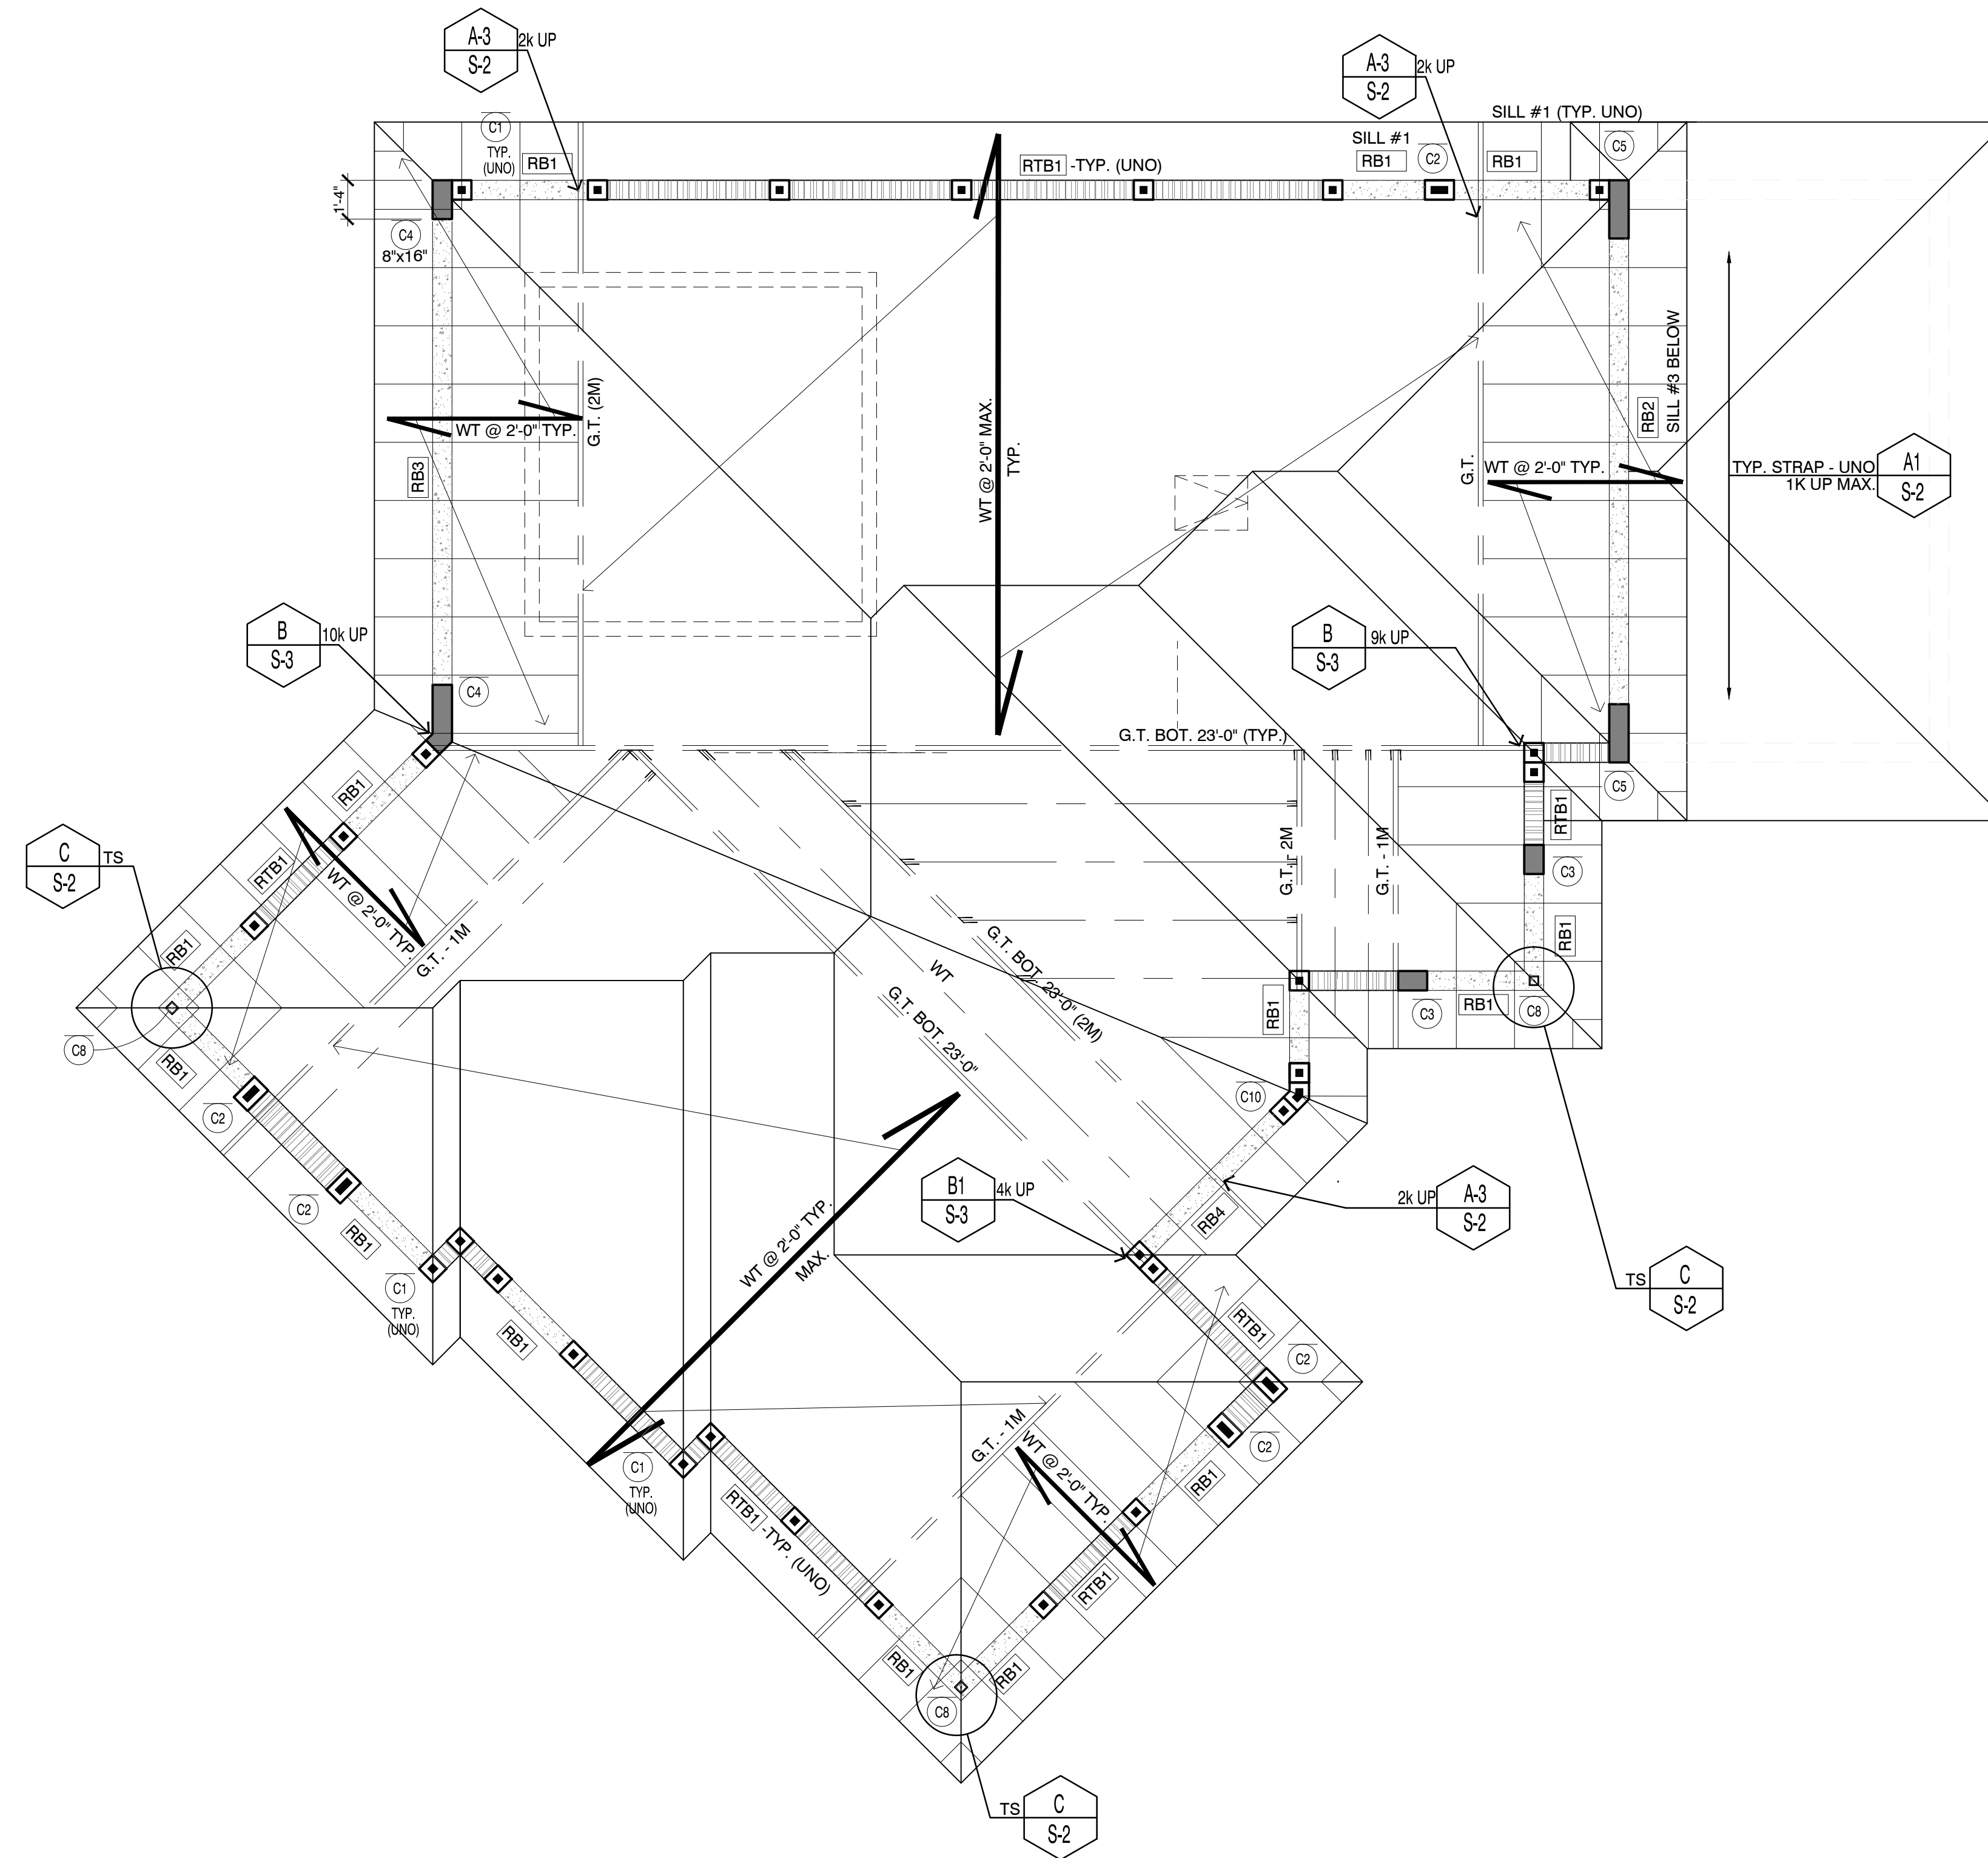 A-3
2k UP
S-2
A-3
2k UP
S-2
SILL #1 (TYP. UNO)
C1
TYP.
(UNO)
RB1
RTB1 -TYP. (UNO)
SILL #1
RB1
C2
RB1
C5
1'-4"
C4
8"x16"
SILL #3 BELOW
RB2
G.T. (2M)
WT @ 2'-0" TYP.
RB3
WT @ 2'-0" MAX.
TYP.
G.T.
WT @ 2'-0" TYP.
TYP. STRAP - UNO
1K UP MAX.
A1
S-2
B
10k UP
S-3
B
9k UP
S-3
C4
G.T. BOT. 23'-0" (TYP.)
C5
RB1
RTB1
C
TS
S-2
RTB1
WT @ 2'-0" TYP.
G.T. - 2M
G.T. - 1M
C3
RB1
G.T. - 1M
RB1
G.T. BOT. 23'-0" (2M)
WT
G.T. BOT. 23'-0"
RB1
C3
RB1
C8
C8
RB1
C2
C10
C2
RB1
B1
4k UP
S-3
RB4
2k UP
A-3
S-2
WT @ 2'-0" TYP.
MAX.
C1
TYP.
(UNO)
RB1
TS
C
S-2
RTB1
C2
G.T. - 1M
WT @ 2'-0" TYP.
C2
RB1
C1
TYP.
(UNO)
RTB1 -TYP. (UNO)
RTB1
RB1
RB1
C8
TS
C
S-2